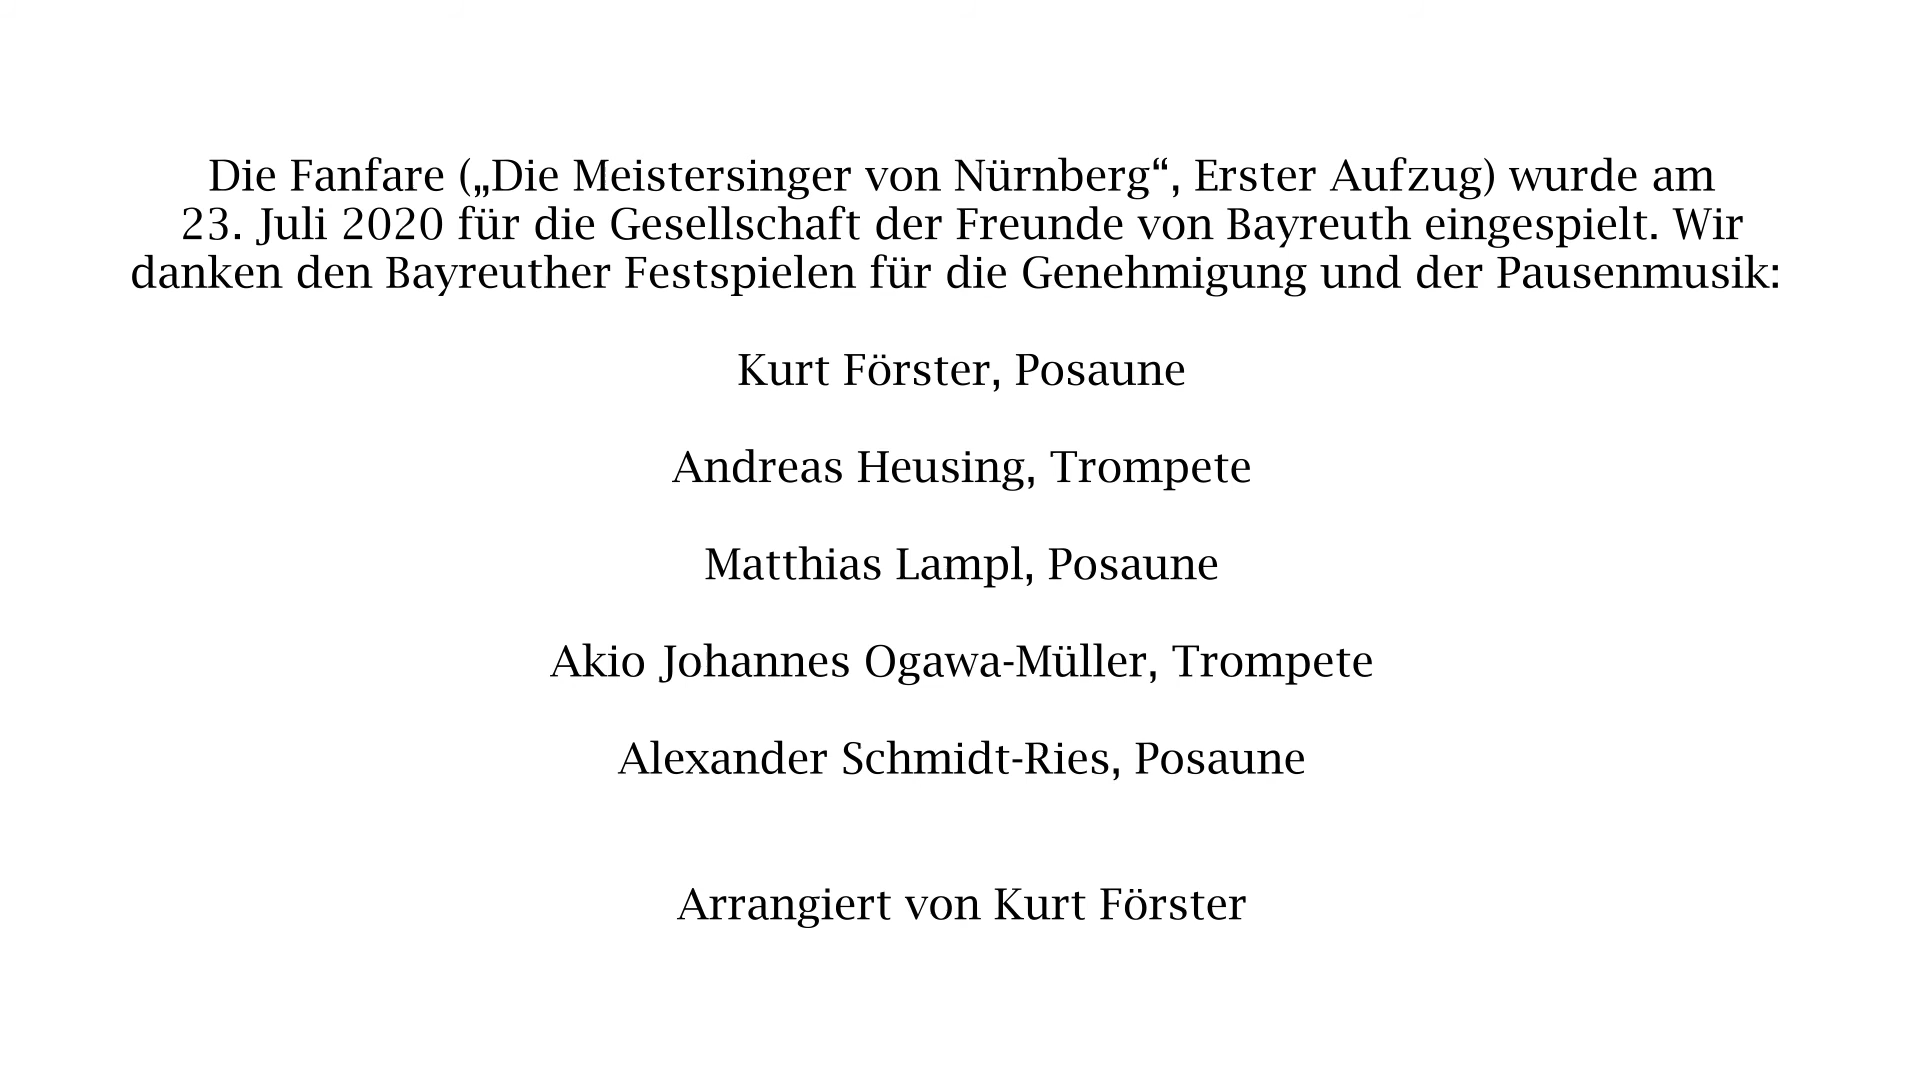 Die Fanfare („Die Meistersinger von Nürnberg“, Erster Aufzug) wurde am
23. Juli 2020 für die Gesellschaft der Freunde von Bayreuth eingespielt. Wir
danken den Bayreuther Festspielen für die Genehmigung und der Pausenmusik:
Kurt Förster, Posaune
Andreas Heusing, Trompete
Matthias Lampl, Posaune
Akio Johannes Ogawa-Müller, Trompete
Alexander Schmidt-Ries, Posaune
Arrangiert von Kurt Förster